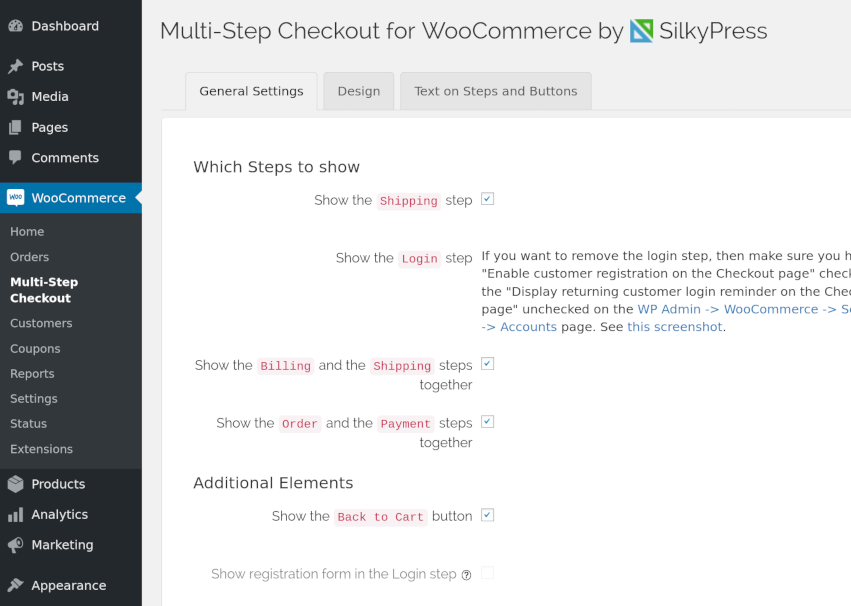 Dashboard
Posts
Media
Pages
Comments
WooCommerce
Home
Orders
Multi-Step
Checkout
Customers
Coupons
Reports
Settings
Status
Extensions
Products
Analytics
Marketing
Appearance
Multi-Step Checkout for WooCommerce by SilkyPress
General Settings
Design
Text on Steps and Buttons
Which Steps to show
Show the Shipping step
Show the Login step
If you want to remove the login step, then make sure you
"Enable customer registration on the Checkout page"
the "Display returning customer login reminder on the
page" unchecked on the WP Admin -> WooCommerce ->
-> Accounts page. See this screenshot.
Show the Billing and the Shipping steps
together
Show the Order and the Payment steps
together
Additional Elements
Show the Back to Cart button
Show registration form in the Login step